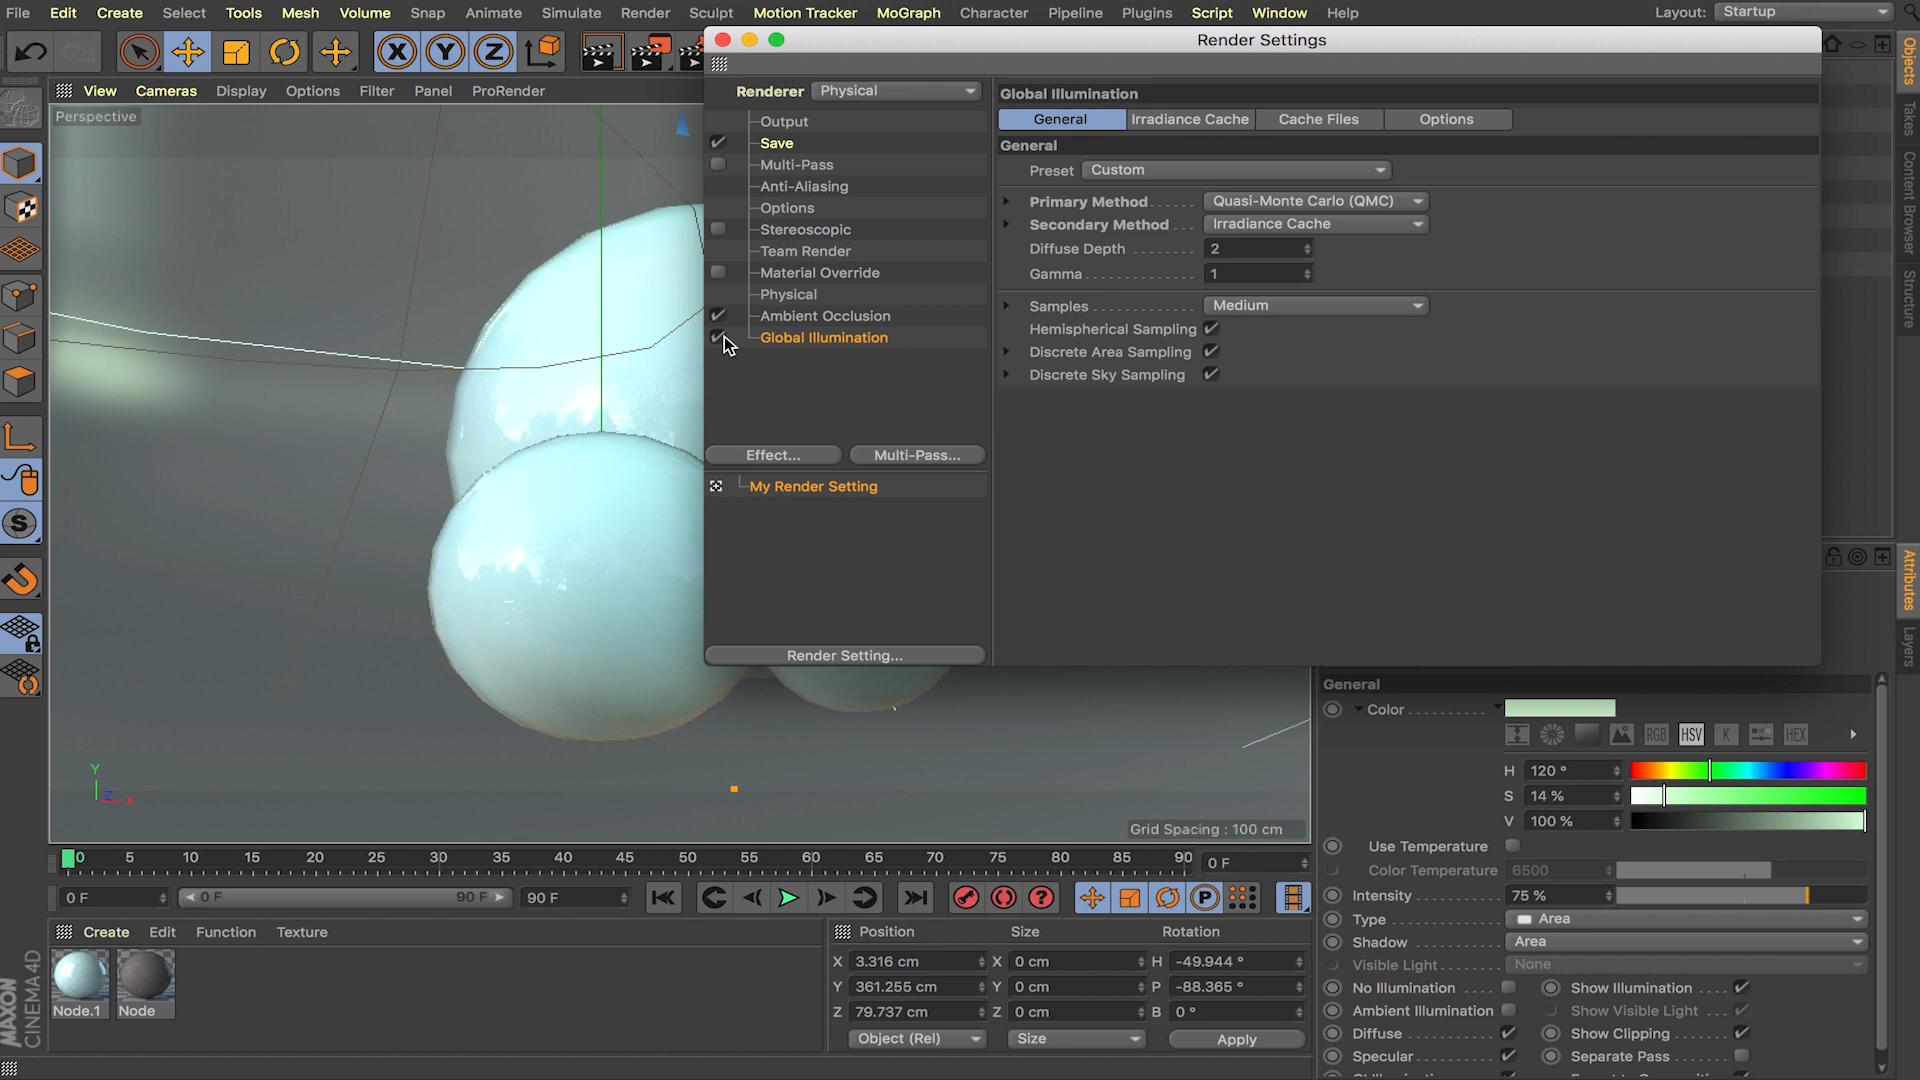 File Edit Create Select Tools Mesh Volume Snap Animate Simulate Render Sculpt Motion Tracker MoGraph Character Pipeline Plugins Script Window Help Layout: Startup
Render Settings
View Cameras Display Options Filter Panel ProRender
Perspective
Renderer Physical
Output
Save
Multi-Pass
Anti-Aliasing
Options
Stereoscopic
Team Render
Material Override
Physical
Ambient Occlusion
Global Illumination
Effect... Multi-Pass...
My Render Setting
Render Setting...
Global Illumination
General Irradiance Cache Cache Files Options
General
Preset Custom
Primary Method Quasi-Monte Carlo (QMC)
Secondary Method Irradiance Cache
Diffuse Depth 2
Gamma 1
Samples Medium
Hemispherical Sampling
Discrete Area Sampling
Discrete Sky Sampling
Objects
Takes
Content Browser
Structure
Attributes
Layers
Y
Z X
Grid Spacing : 100 cm
0 5 10 15 20 25 30 35 40 45 50 55 60 65 70 75 80 85 90 0 F
0 F 0 F 90 F 90 F
Create Edit Function Texture
Node.1 Node
MAXON
CINEMA 4D
Position Size Rotation
X 3.316 cm X 0 cm H -49.944 °
Y 361.255 cm Y 0 cm P -88.365 °
Z 79.737 cm Z 0 cm B 0 °
Object (Rel) Size Apply
General
Color
RGB HSV K HEX
H 120 °
S 14 %
V 100 %
Use Temperature
Color Temperature 6500
Intensity 75 %
Type Area
Shadow Area
Visible Light None
No Illumination Show Illumination
Ambient Illumination Show Visible Light
Diffuse Show Clipping
Specular Separate Pass